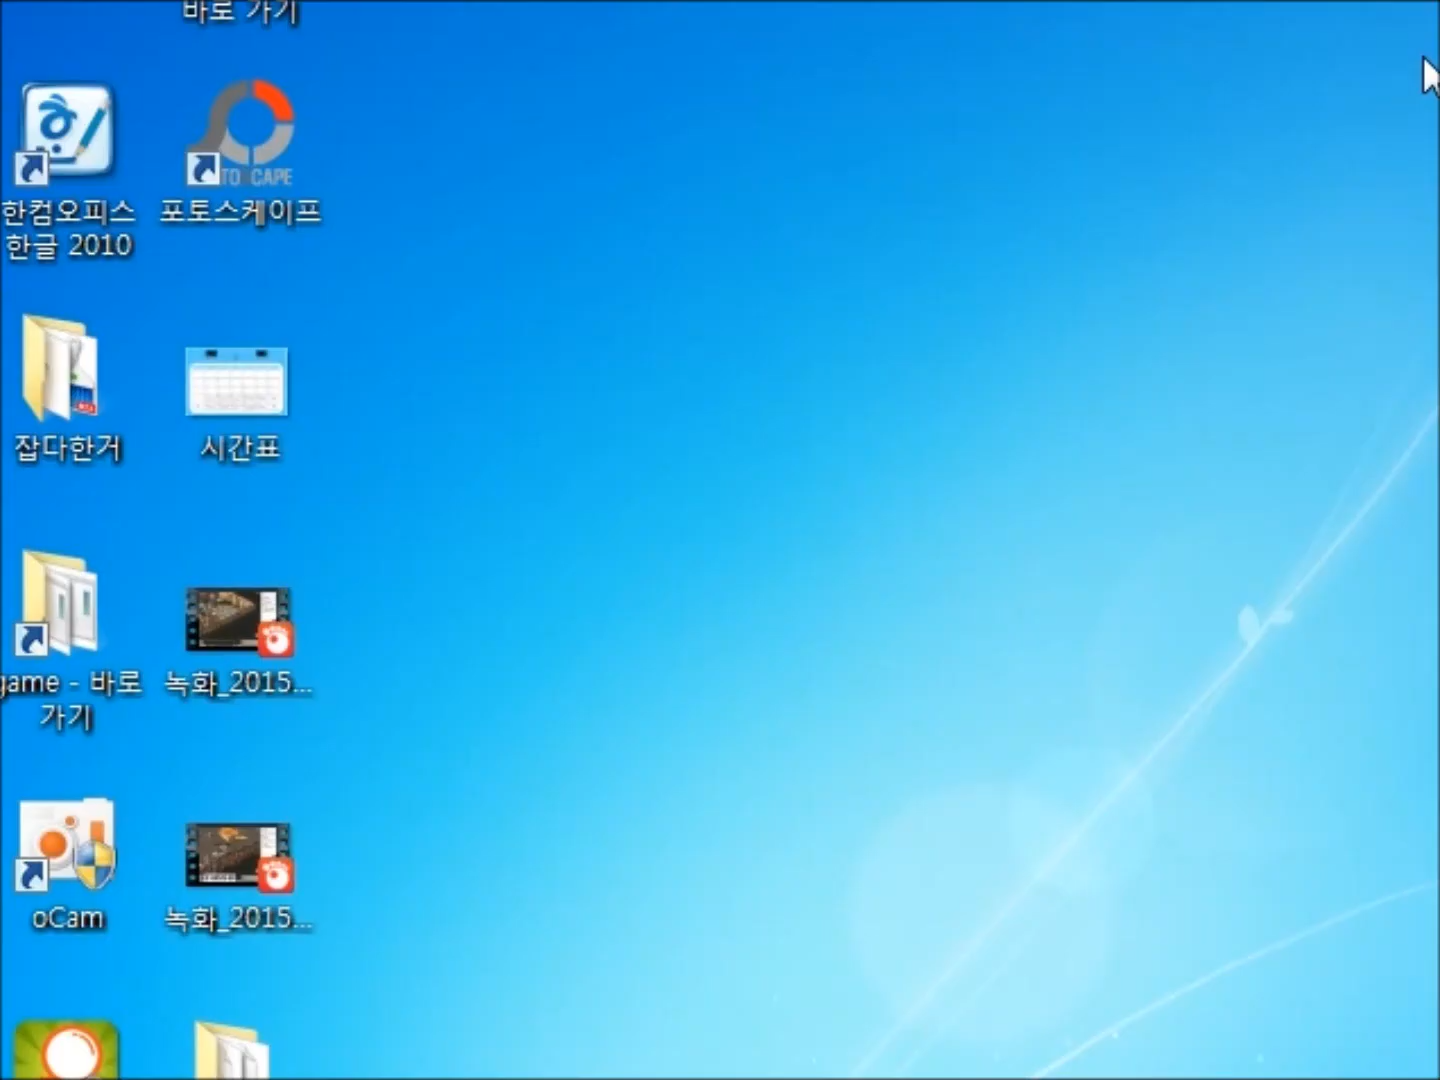 바로 가기
한컴오피스
한글 2010
TO CAPE
포토스케이프
잡다한거
시간표
game - 바로
가기
녹화_2015...
oCam
녹화_2015...